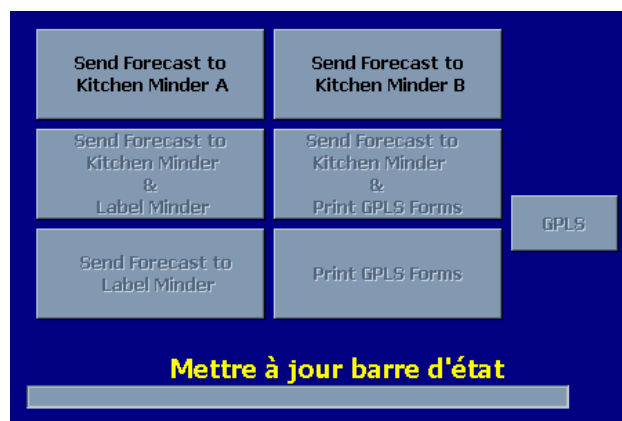 Send Forecast to
Kitchen Minder A
Send Forecast to
Kitchen Minder B
Send Forecast to
Kitchen Minder
&
Label Minder
Send Forecast to
Kitchen Minder
&
Print GPLS Forms
GPLS
Send Forecast to
Label Minder
Print GPLS Forms
Mettre à jour barre d'état